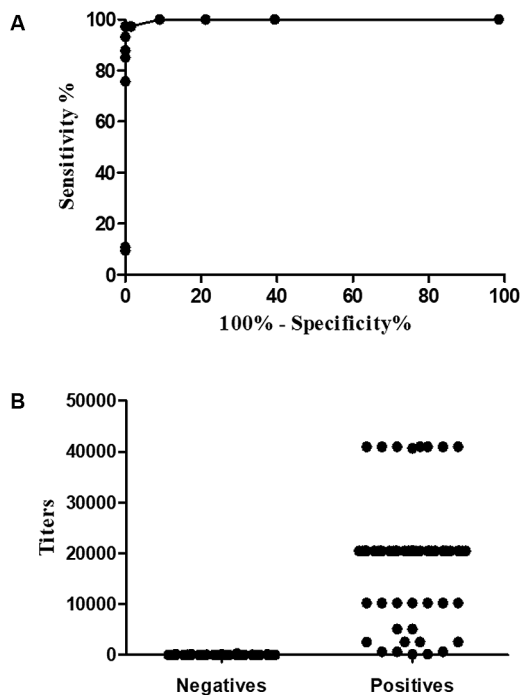 A
100
80
60
40
20
0
Sensitivity %
0 20 40 60 80 100
100% - Specificity%
B
50000
40000
30000
20000
10000
0
Titers
Negatives Positives